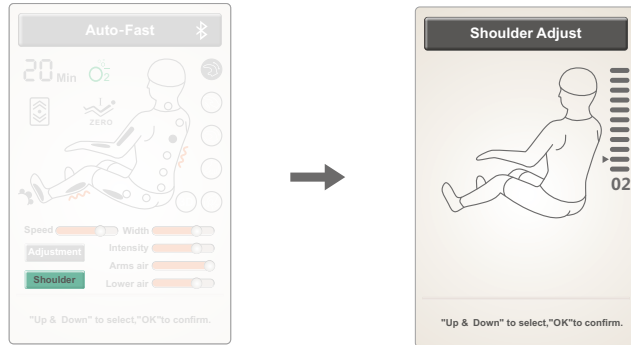 Auto-Fast
20 Min O2
ZERO
Speed Width
Adjustment Intensity
Arms air
Shoulder Lower air
"Up & Down" to select,"OK"to confirm.
Shoulder Adjust
02
"Up & Down" to select,"OK"to confirm.